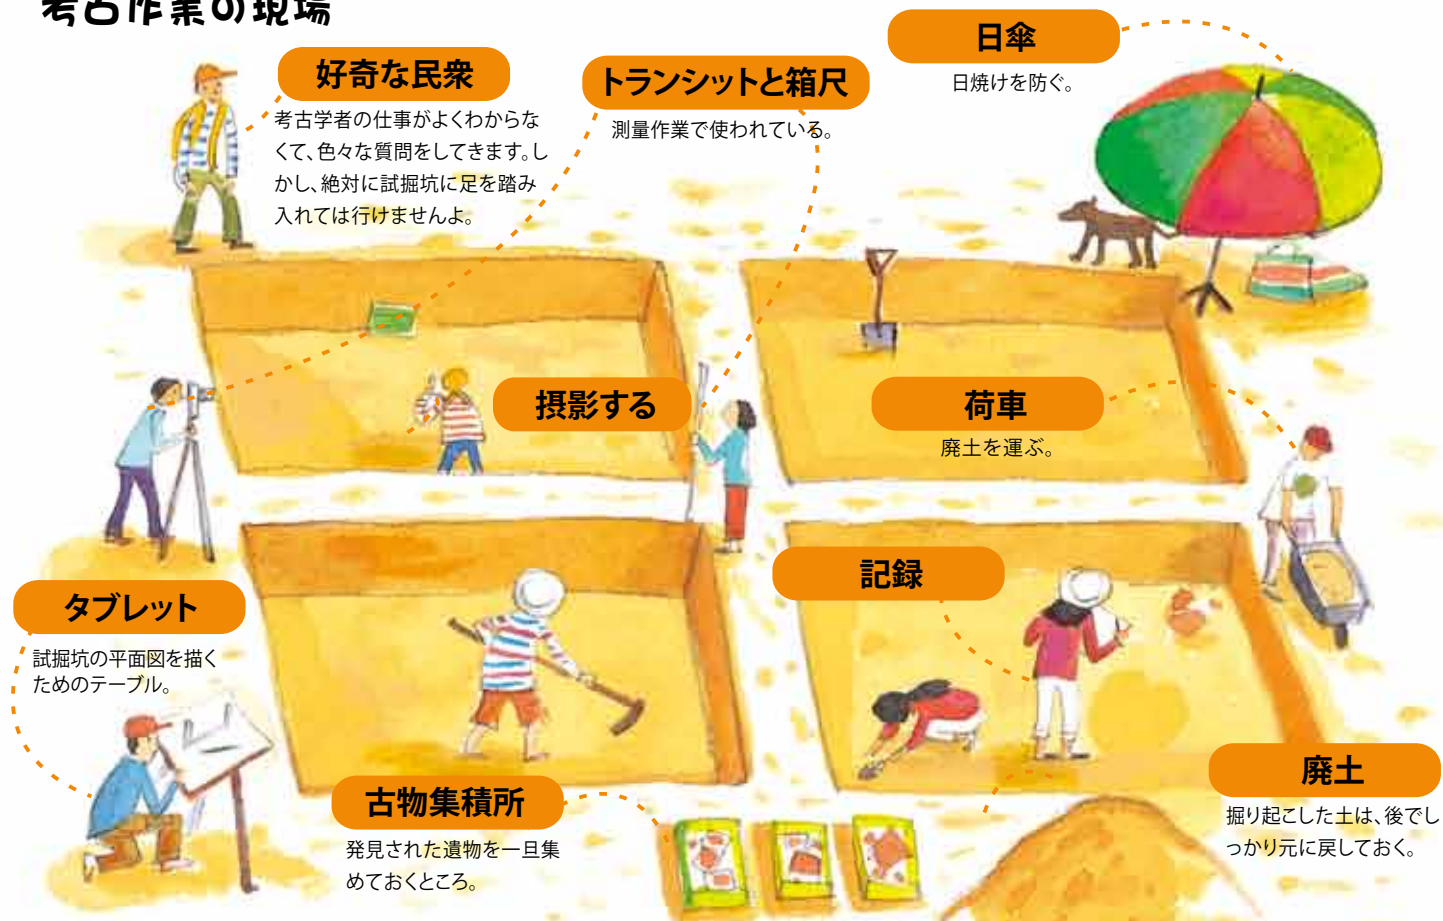 考古作業の現場
日傘
日焼けを防ぐ。
好奇な民衆
考古学者の仕事がよくわからな
くて、色々な質問をしてきます。し
かし、絶対に試掘坑に足を踏み
入れては行けませんよ。
トランシットと箱尺
測量作業で使われている。
摂影する
荷車
廃土を運ぶ。
記録
タブレット
試掘坑の平面図を描く
ためのテーブル。
古物集積所
発見された遺物を一旦集
めておくところ。
廃土
掘り起こした土は、後でし
っかり元に戻しておく。